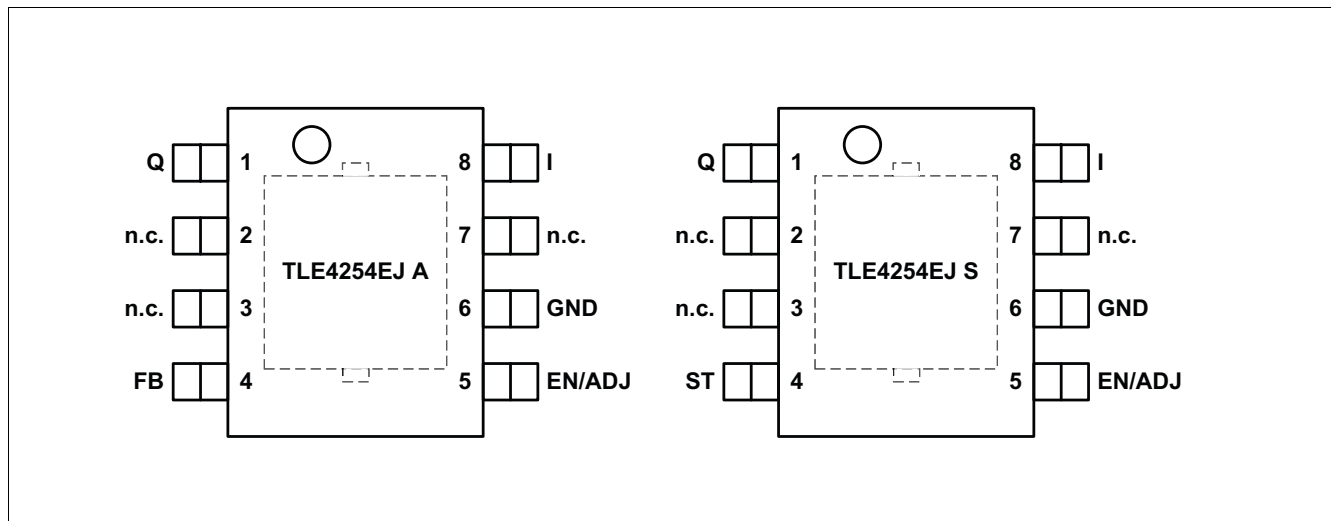 Q 1 8 I Q 1 8 I
n.c. 2 7 n.c. n.c. 2 7 n.c.
TLE4254EJ A TLE4254EJ S
n.c. 3 6 GND n.c. 3 6 GND
FB 4 5 EN/ADJ ST 4 5 EN/ADJ